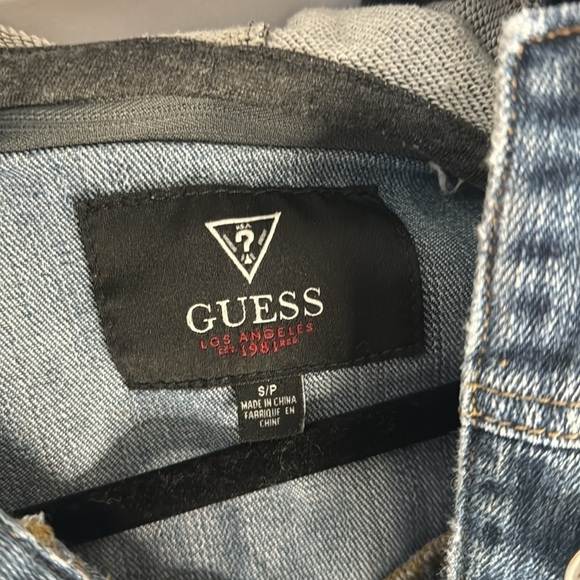 ?
GUESS
LOS ANGELES
EST. 1981 REG
S/P
MADE IN CHINA
FABRIQUE EN
CHINE